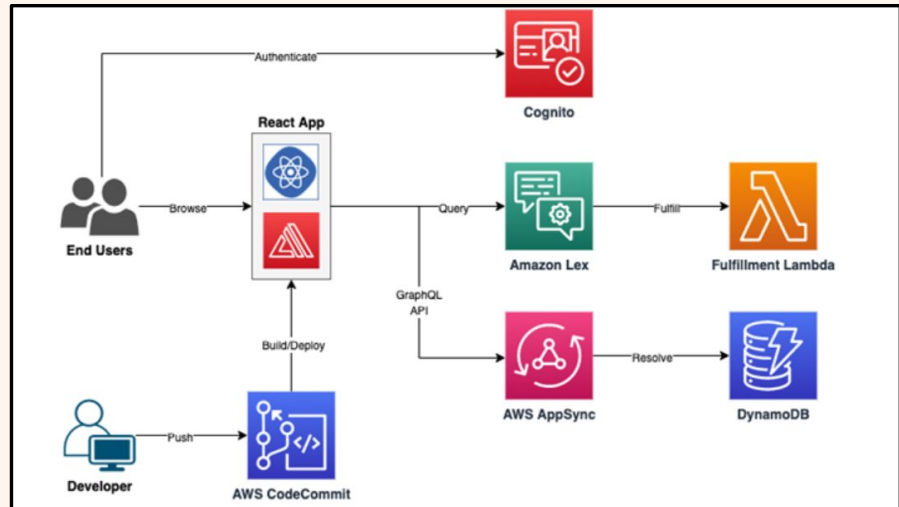 Authenticate
Cognito
React App
Browse
End Users
Query
Amazon Lex
Fulfill
Fulfillment Lambda
GraphQL
API
Build/Deploy
AWS AppSync
Resolve
DynamoDB
Push
Developer
AWS CodeCommit